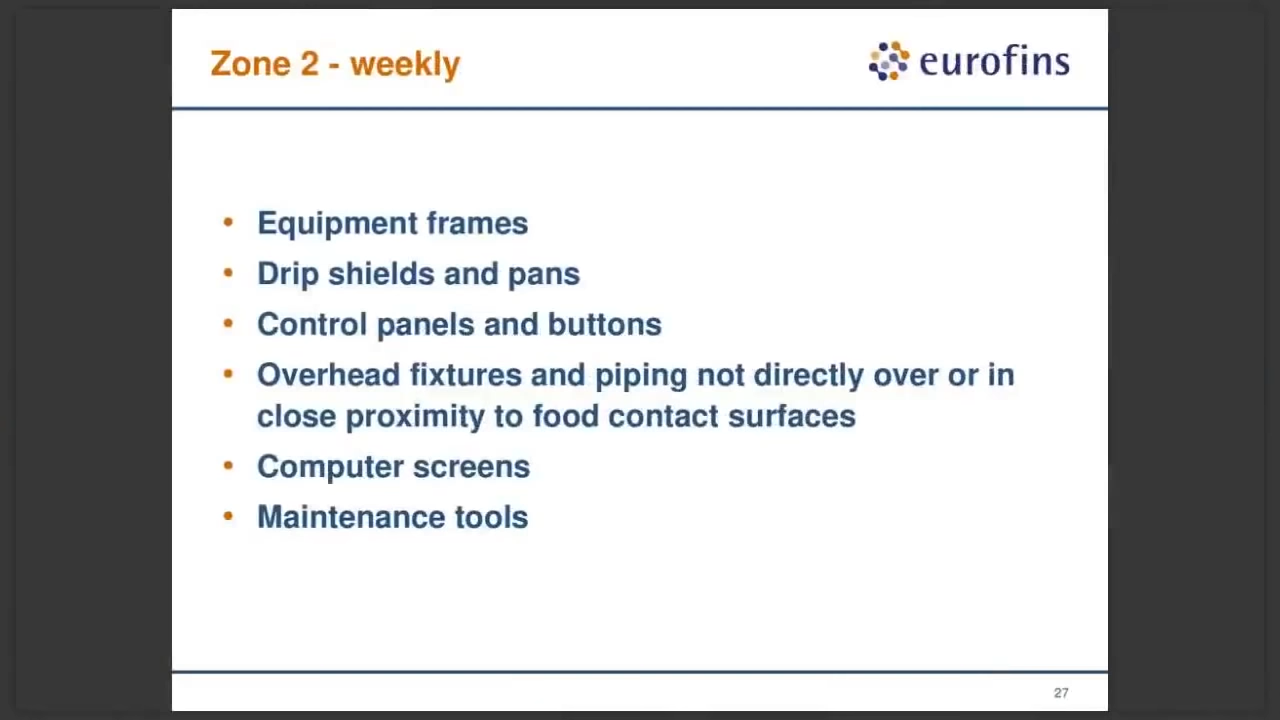 Zone 2 - weekly
eurofins
• Equipment frames
• Drip shields and pans
• Control panels and buttons
• Overhead fixtures and piping not directly over or in
close proximity to food contact surfaces
• Computer screens
• Maintenance tools
27